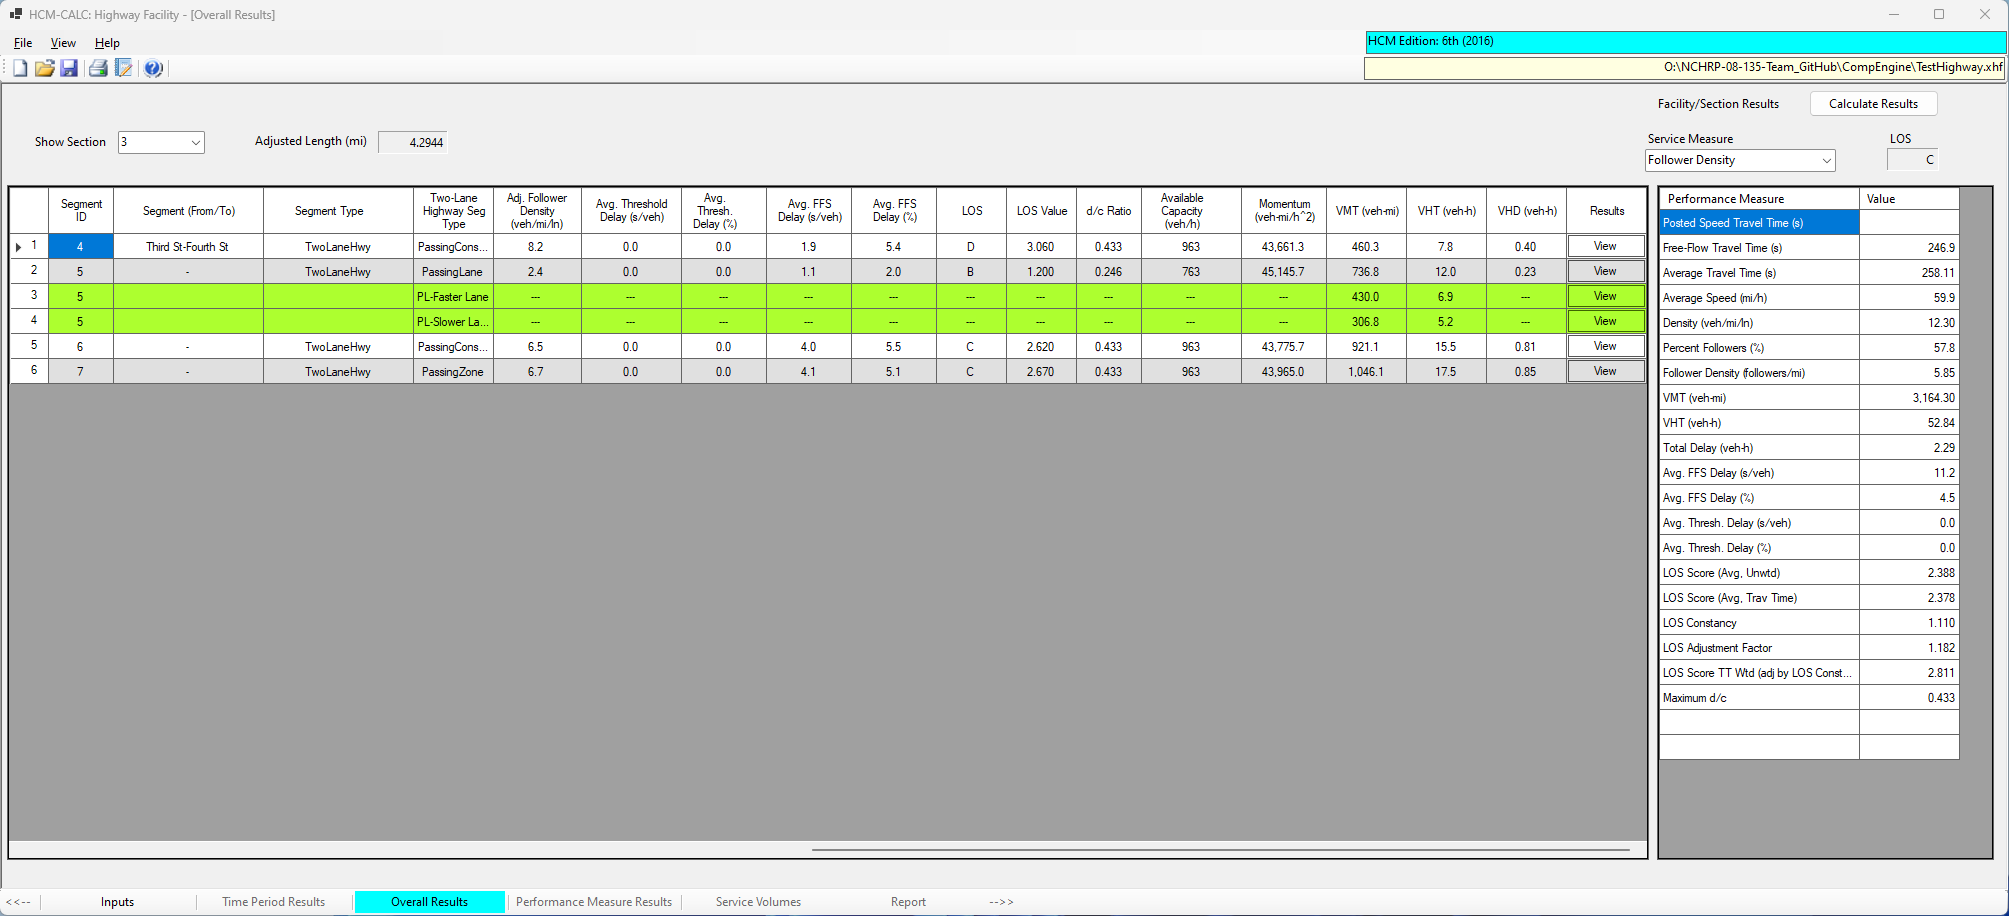 HCM-CALC: Highway Facility - [Overall Results]
File View Help
HCM Edition: 6th (2016)
O:\NCHRP-08-135-Team_GitHub\CompEngine\TestHighway.xhf
Facility/Section Results Calculate Results
Show Section 3 Adjusted Length (mi) 4.2944
Service Measure LOS
Follower Density C
Segment ID Segment (From/To) Segment Type Two-Lane Highway Seg Type Adj. Follower Density (veh/mi/ln) Avg. Threshold Delay (s/veh) Avg. Thresh. Delay (%) Avg. FFS Delay (s/veh) Avg. FFS Delay (%) LOS LOS Value d/c Ratio Available Capacity (veh/h) Momentum (veh-mi/h^2) VMT (veh-mi) VHT (veh-h) VHD (veh-h) Results
1 4 Third St-Fourth St TwoLaneHwy PassingCons... 8.2 0.0 0.0 1.9 5.4 D 3.060 0.433 963 43,661.3 460.3 7.8 0.40 View
2 5 - TwoLaneHwy PassingLane 2.4 0.0 0.0 1.1 2.0 B 1.200 0.246 763 45,145.7 736.8 12.0 0.23 View
3 5 PL-Faster Lane --- --- --- --- --- --- --- --- --- --- 430.0 6.9 --- View
4 5 PL-Slower La... --- --- --- --- --- --- --- --- --- --- 306.8 5.2 --- View
5 6 - TwoLaneHwy PassingCons... 6.5 0.0 0.0 4.0 5.5 C 2.620 0.433 963 43,775.7 921.1 15.5 0.81 View
6 7 - TwoLaneHwy PassingZone 6.7 0.0 0.0 4.1 5.1 C 2.670 0.433 963 43,965.0 1,046.1 17.5 0.85 View
Performance Measure Value
Posted Speed Travel Time (s)
Free-Flow Travel Time (s) 246.9
Average Travel Time (s) 258.11
Average Speed (mi/h) 59.9
Density (veh/mi/ln) 12.30
Percent Followers (%) 57.8
Follower Density (followers/mi) 5.85
VMT (veh-mi) 3,164.30
VHT (veh-h) 52.84
Total Delay (veh-h) 2.29
Avg. FFS Delay (s/veh) 11.2
Avg. FFS Delay (%) 4.5
Avg. Thresh. Delay (s/veh) 0.0
Avg. Thresh. Delay (%) 0.0
LOS Score (Avg, Unwtd) 2.388
LOS Score (Avg, Trav Time) 2.378
LOS Constancy 1.110
LOS Adjustment Factor 1.182
LOS Score TT Wtd (adj by LOS Const... 2.811
Maximum d/c 0.433
<<-- Inputs Time Period Results Overall Results Performance Measure Results Service Volumes Report -->>